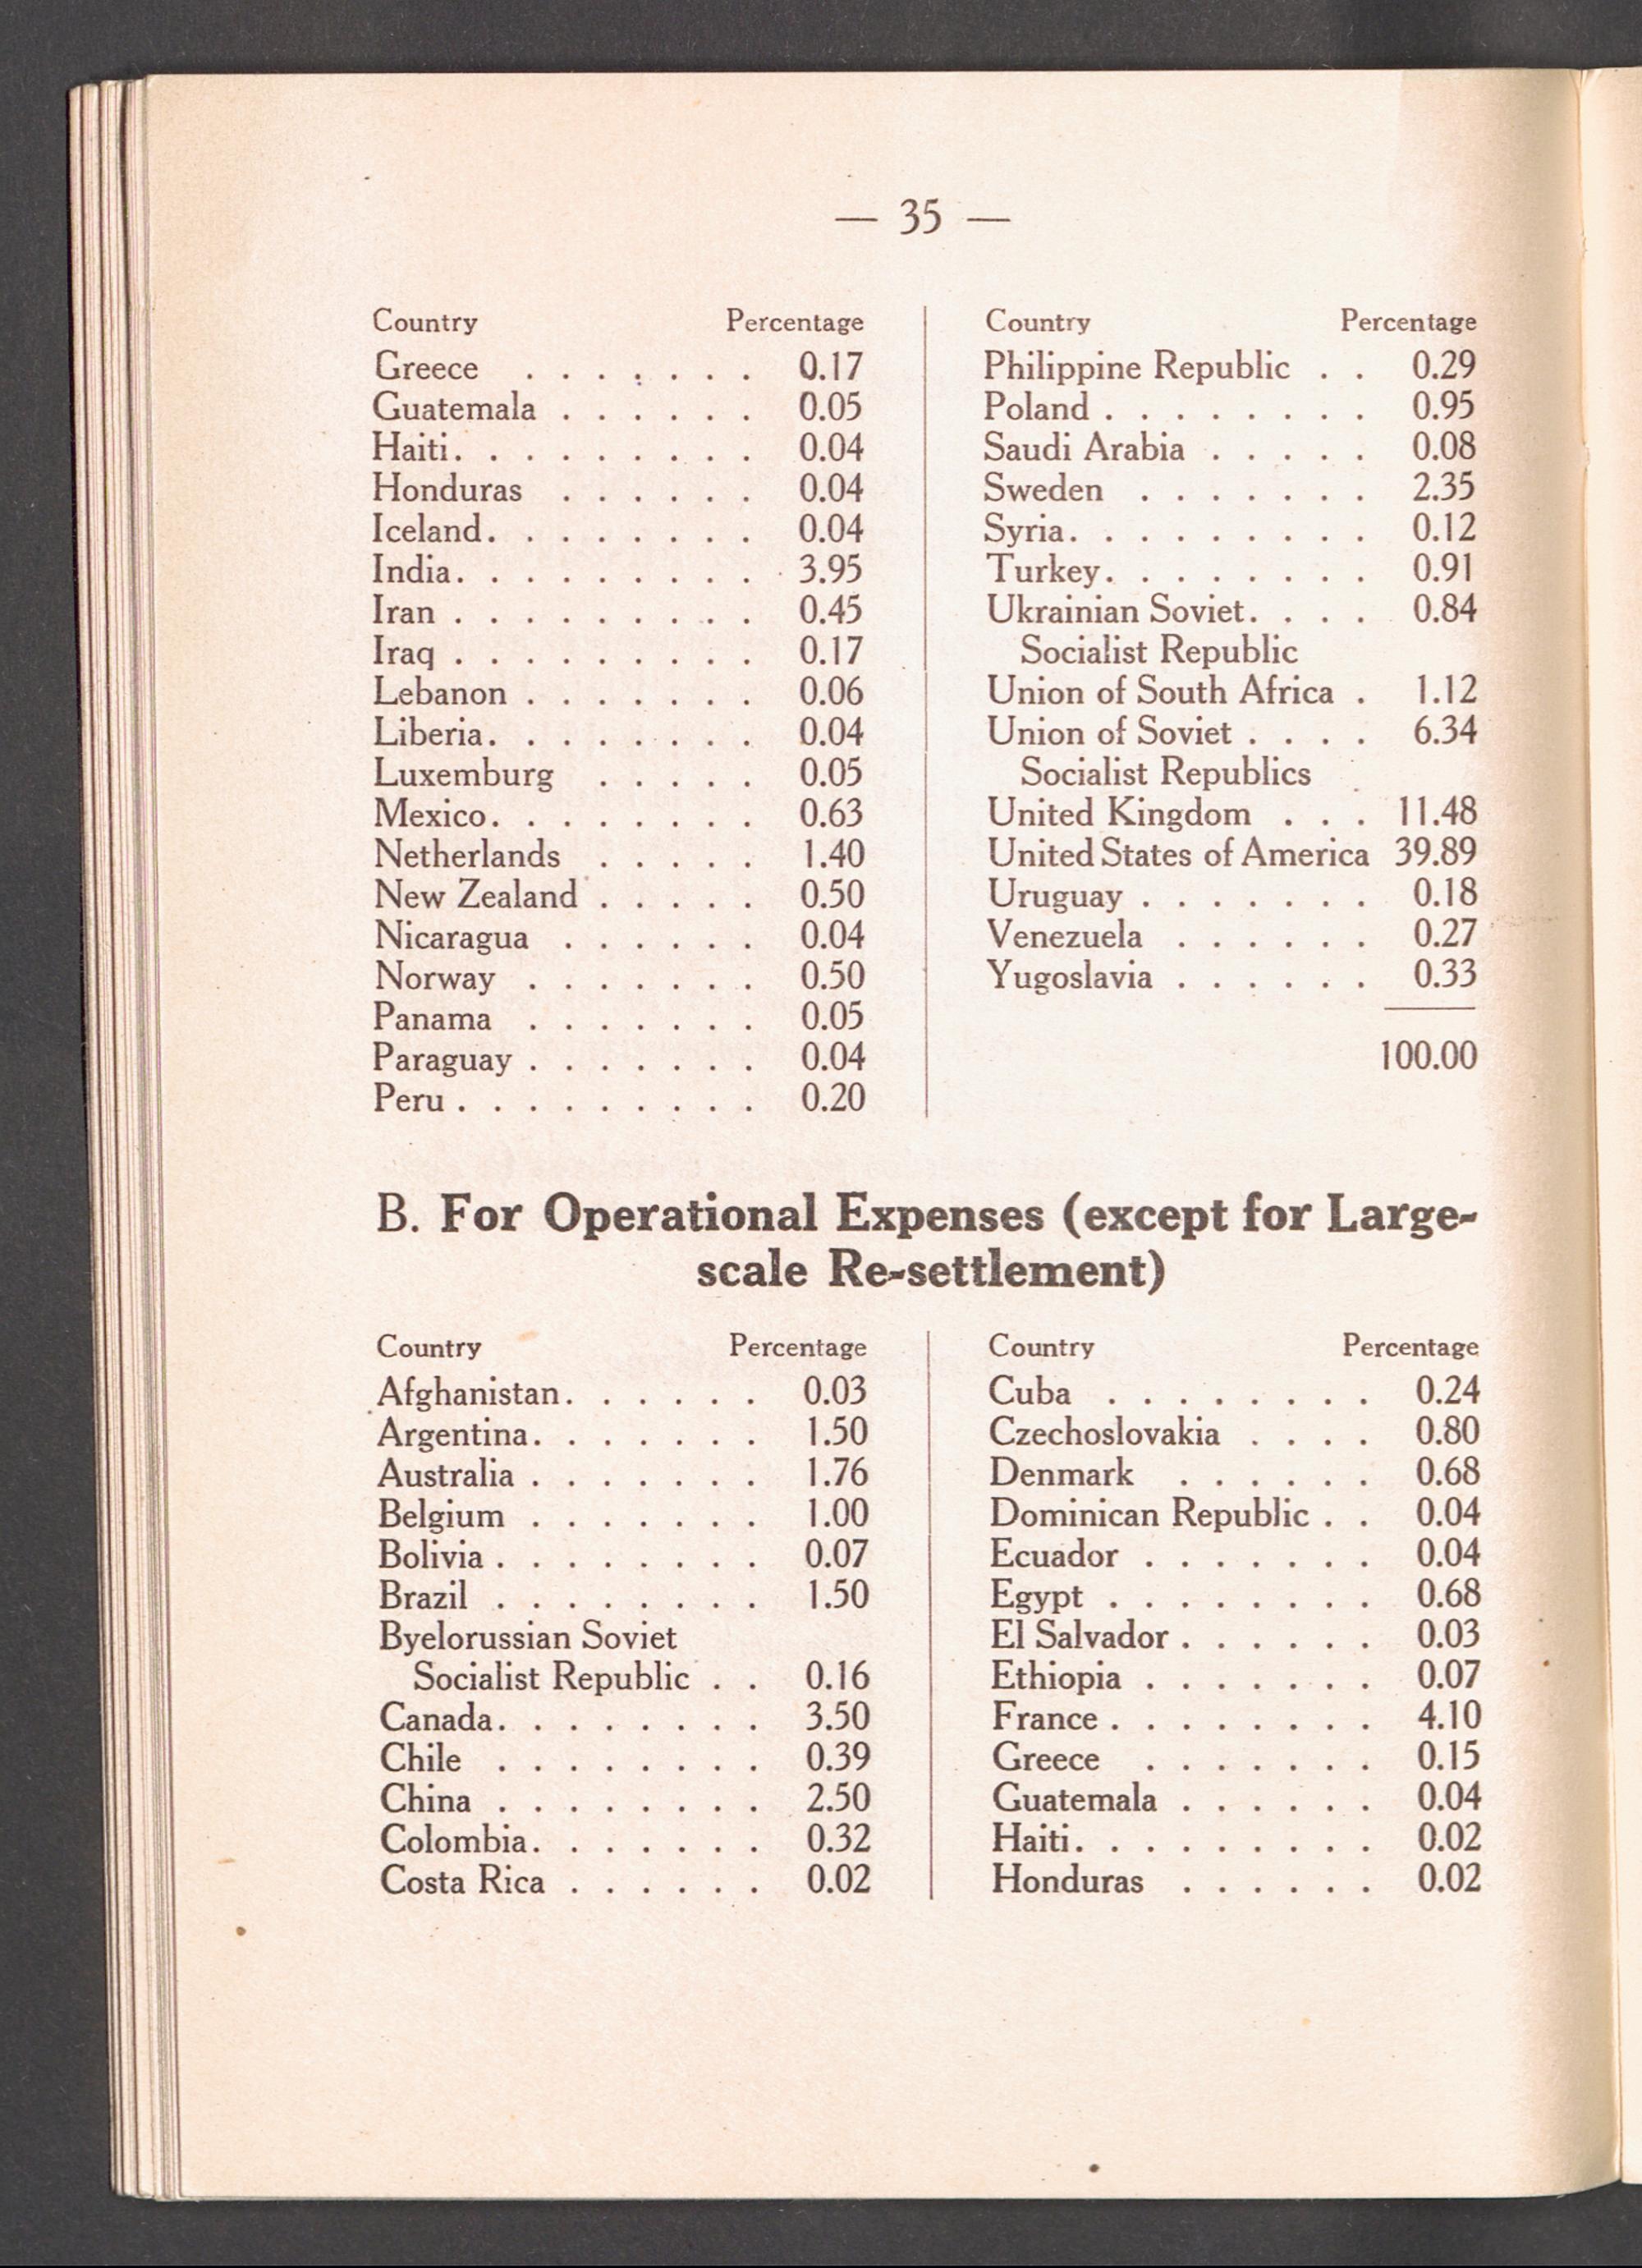 — 35 —
Country Percentage
Greece . . . . . . . 0.17
Guatemala . . . . . . 0.05
Haiti. . . . . . . . . 0.04
Honduras . . . . . . 0.04
Iceland. . . . . . . . 0.04
India. . . . . . . . . 3.95
Iran . . . . . . . . . 0.45
Iraq . . . . . . . . . 0.17
Lebanon . . . . . . . 0.06
Liberia. . . . . . . . 0.04
Luxemburg . . . . . 0.05
Mexico. . . . . . . . 0.63
Netherlands . . . . . 1.40
New Zealand . . . . . 0.50
Nicaragua . . . . . . 0.04
Norway . . . . . . . 0.50
Panama . . . . . . . 0.05
Paraguay . . . . . . . 0.04
Peru . . . . . . . . . 0.20
Country Percentage
Philippine Republic . . 0.29
Poland . . . . . . . . 0.95
Saudi Arabia . . . . . 0.08
Sweden . . . . . . . 2.35
Syria. . . . . . . . . 0.12
Turkey. . . . . . . . 0.91
Ukrainian Soviet. . . . 0.84
Socialist Republic
Union of South Africa . 1.12
Union of Soviet . . . . 6.34
Socialist Republics
United Kingdom . . . 11.48
United States of America 39.89
Uruguay . . . . . . . 0.18
Venezuela . . . . . . 0.27
Yugoslavia . . . . . . 0.33
100.00
B. For Operational Expenses (except for Large-
scale Re-settlement)
Country Percentage
Afghanistan. . . . . . 0.03
Argentina. . . . . . . 1.50
Australia . . . . . . . 1.76
Belgium . . . . . . . 1.00
Bolivia . . . . . . . . 0.07
Brazil . . . . . . . . 1.50
Byelorussian Soviet
Socialist Republic . . 0.16
Canada. . . . . . . . 3.50
Chile . . . . . . . . 0.39
China . . . . . . . . 2.50
Colombia. . . . . . . 0.32
Costa Rica . . . . . . 0.02
Country Percentage
Cuba . . . . . . . . 0.24
Czechoslovakia . . . . 0.80
Denmark . . . . . . 0.68
Dominican Republic . . 0.04
Ecuador . . . . . . . 0.04
Egypt . . . . . . . . 0.68
El Salvador . . . . . . 0.03
Ethiopia . . . . . . . 0.07
France . . . . . . . . 4.10
Greece . . . . . . . 0.15
Guatemala . . . . . . 0.04
Haiti. . . . . . . . . 0.02
Honduras . . . . . . 0.02